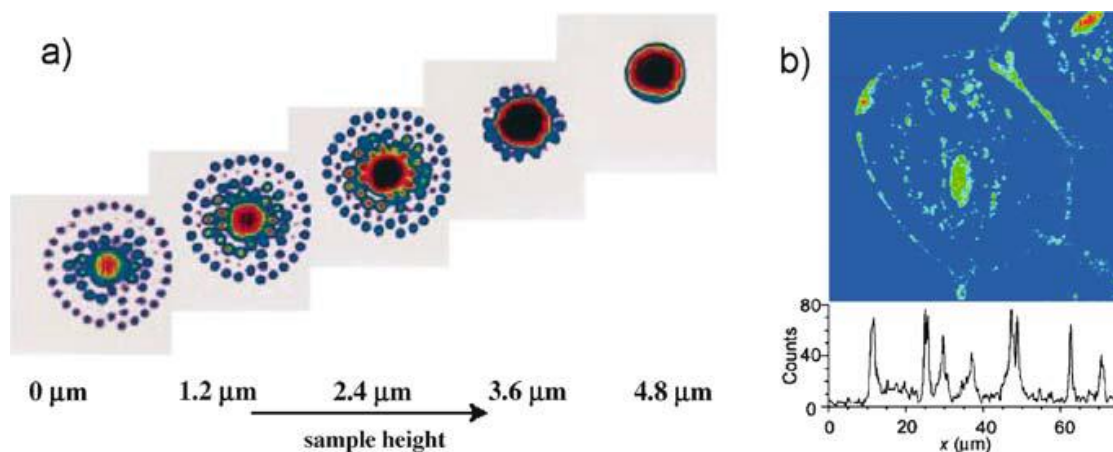 a)
0 μm 1.2 μm 2.4 μm 3.6 μm 4.8 μm
sample height
b)
80
40
0
Counts
0 20 40 60
x (μm)